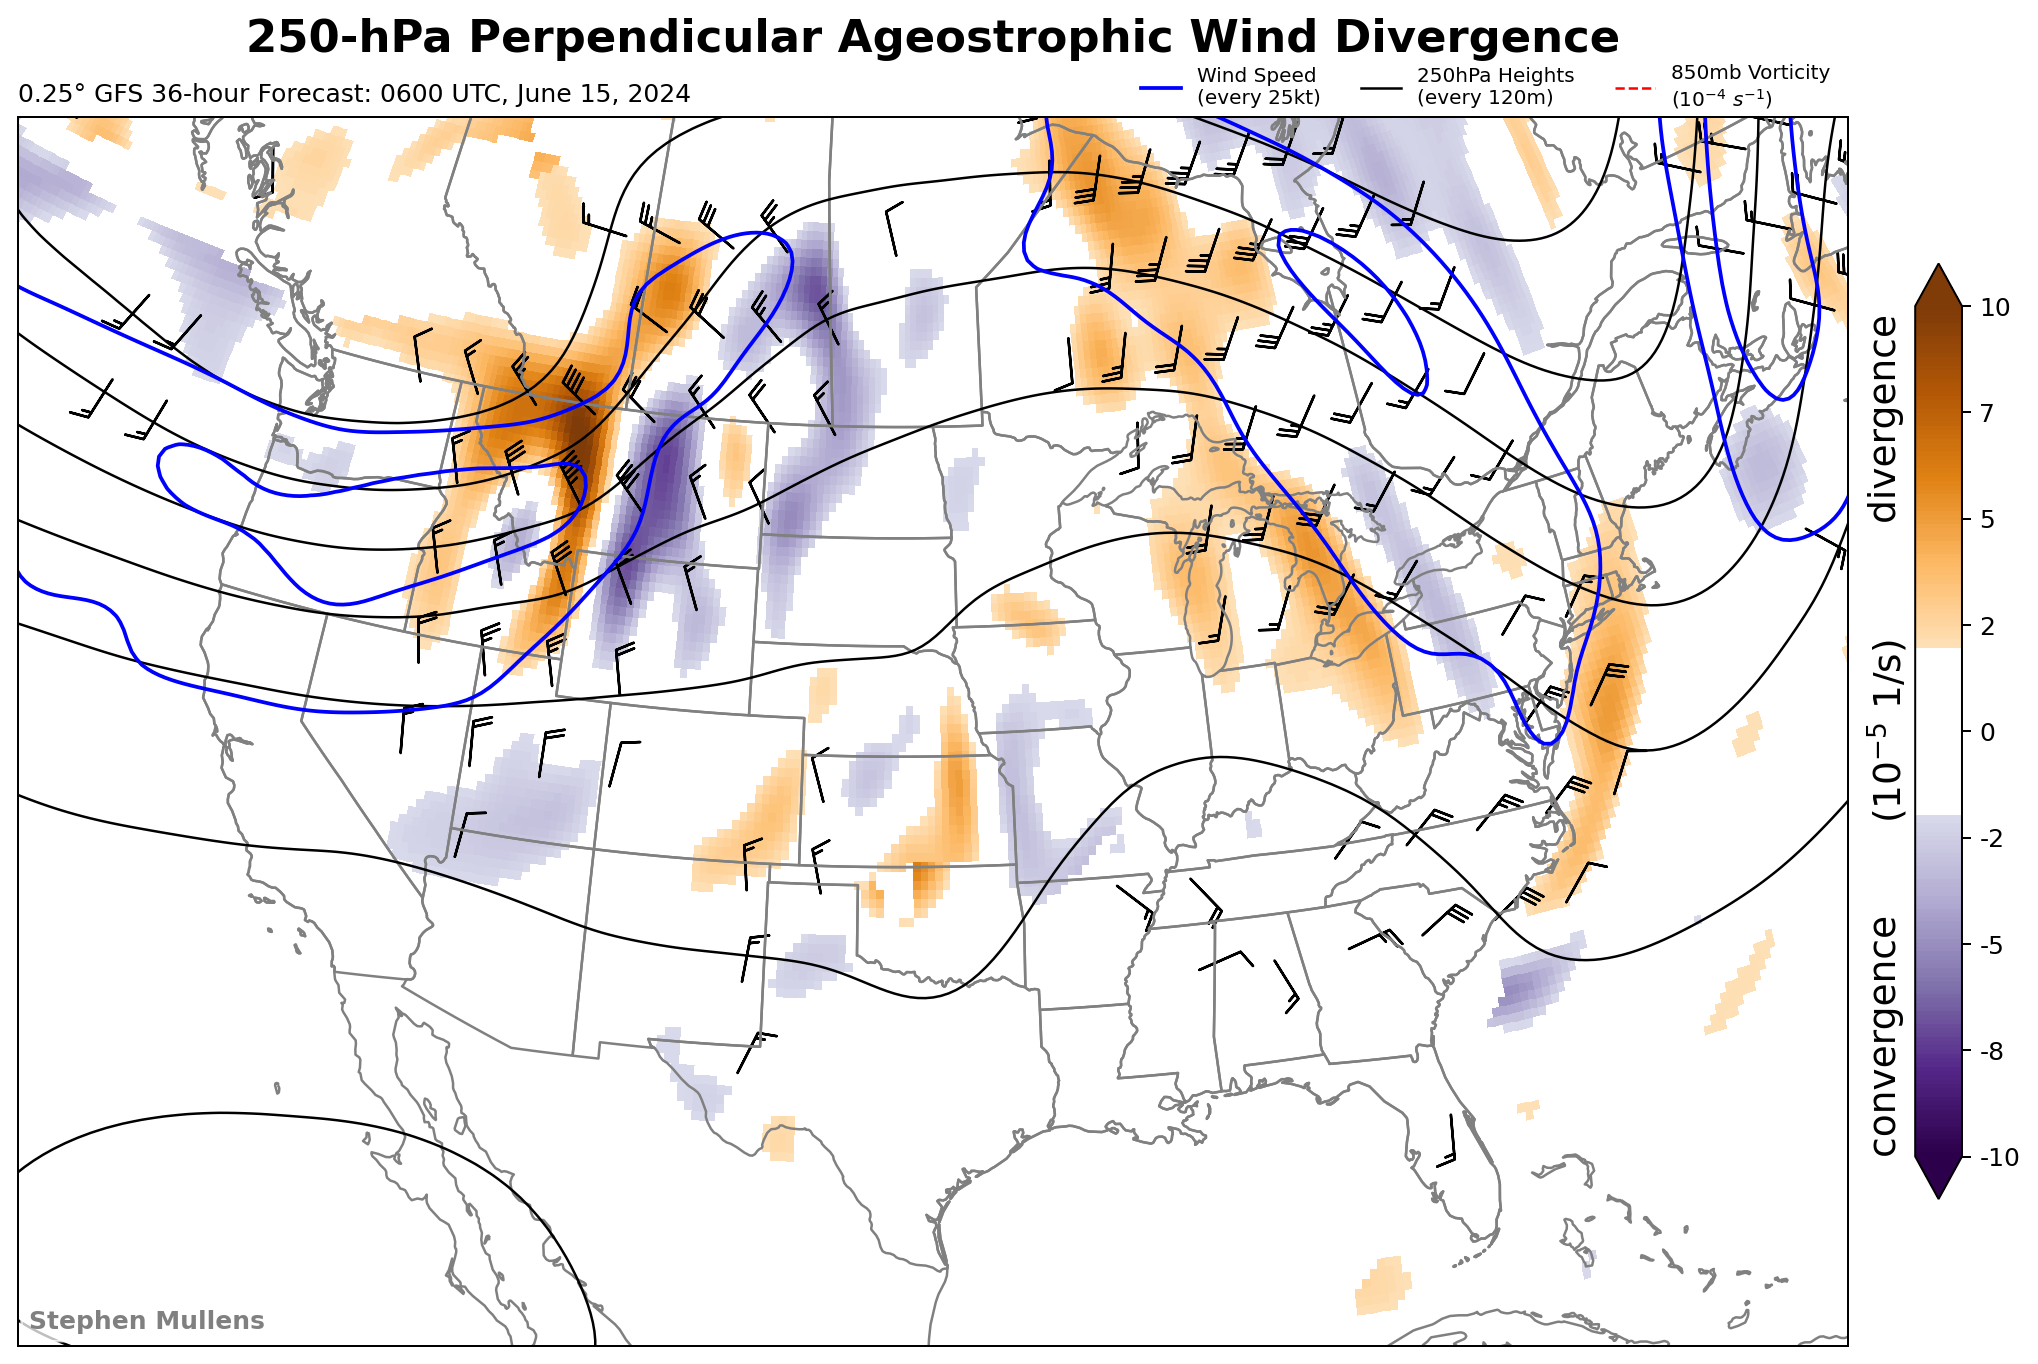 250-hPa Perpendicular Ageostrophic Wind Divergence
0.25° GFS 36-hour Forecast: 0600 UTC, June 15, 2024
Wind Speed
(every 25kt)
250hPa Heights
(every 120m)
850mb Vorticity
(10⁻⁴ s⁻¹)
10
7
5
2
0
-2
-5
-8
-10
convergence (10⁻⁵ 1/s) divergence
Stephen Mullens